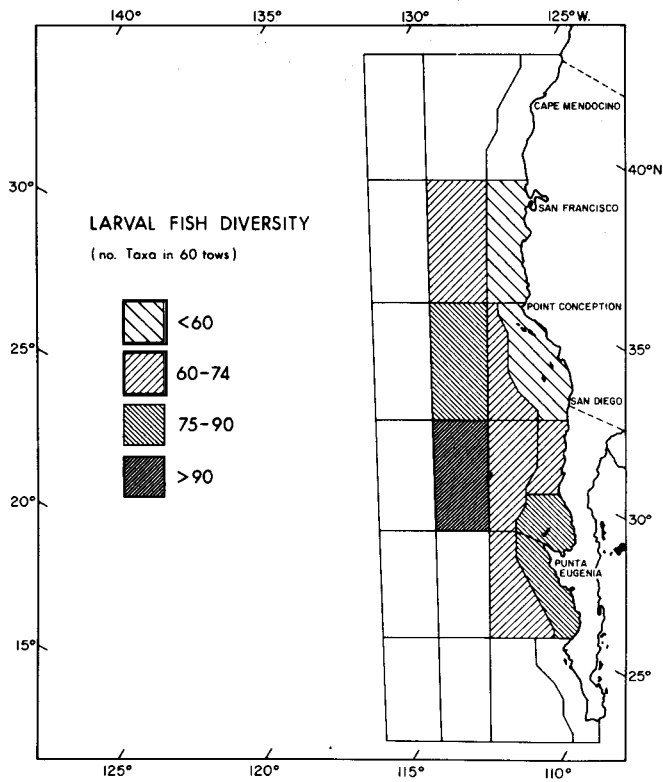 140° 135° 130° 125° W.
CAPE MENDOCINO
40°N
30°
SAN FRANCISCO
LARVAL FISH DIVERSITY
(no. Taxa in 60 tows)
POINT CONCEPTION
<60
25°
35°
60-74
SAN DIEGO
75-90
>90
20°
30°
PUNTA
EUGENIA
15°
25°
125° 120° 115° 110°